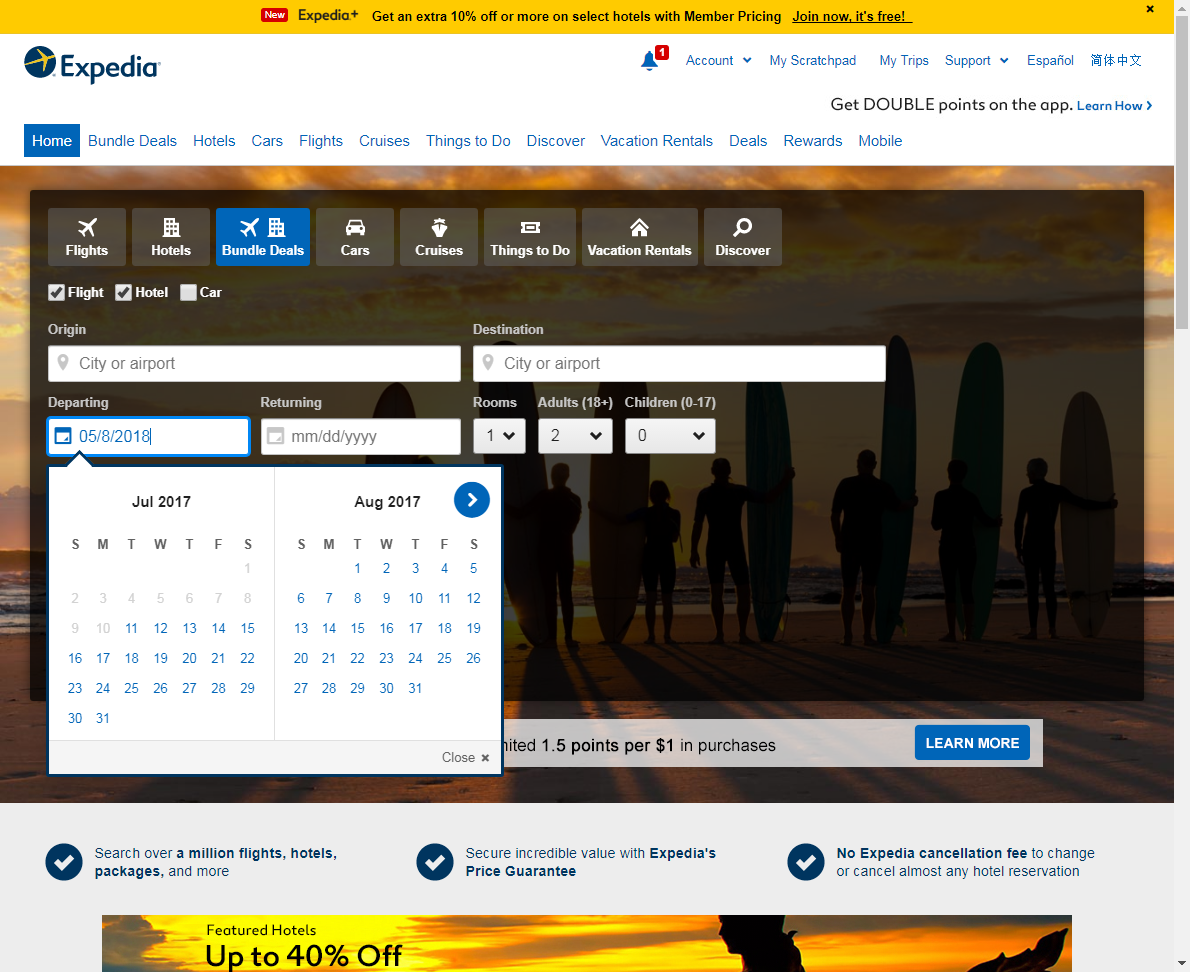 New Expedia+ Get an extra 10% off or more on select hotels with Member Pricing Join now, it's free! ×
Expedia
1 Account My Scratchpad My Trips Support Español 简体中文
Get DOUBLE points on the app. Learn How
Home Bundle Deals Hotels Cars Flights Cruises Things to Do Discover Vacation Rentals Deals Rewards Mobile
Flights Hotels Bundle Deals Cars Cruises Things to Do Vacation Rentals Discover
Flight Hotel Car
Origin Destination
City or airport City or airport
Departing Returning Rooms Adults (18+) Children (0-17)
05/8/2018 mm/dd/yyyy 1 2 0
Jul 2017 Aug 2017
S M T W T F S S M T W T F S
1 1 2 3 4 5
2 3 4 5 6 7 8 6 7 8 9 10 11 12
9 10 11 12 13 14 15 13 14 15 16 17 18 19
16 17 18 19 20 21 22 20 21 22 23 24 25 26
23 24 25 26 27 28 29 27 28 29 30 31
30 31
Close ×
1.5 points per $1 in purchases LEARN MORE
Search over a million flights, hotels,
packages, and more
Secure incredible value with Expedia's
Price Guarantee
No Expedia cancellation fee to change
or cancel almost any hotel reservation
Featured Hotels
Up to 40% Off